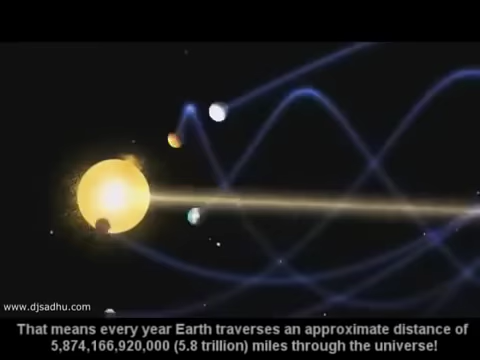 www.djsadhu.com
That means every year Earth traverses an approximate distance of
5,874,166,920,000 (5.8 trillion) miles through the universe!